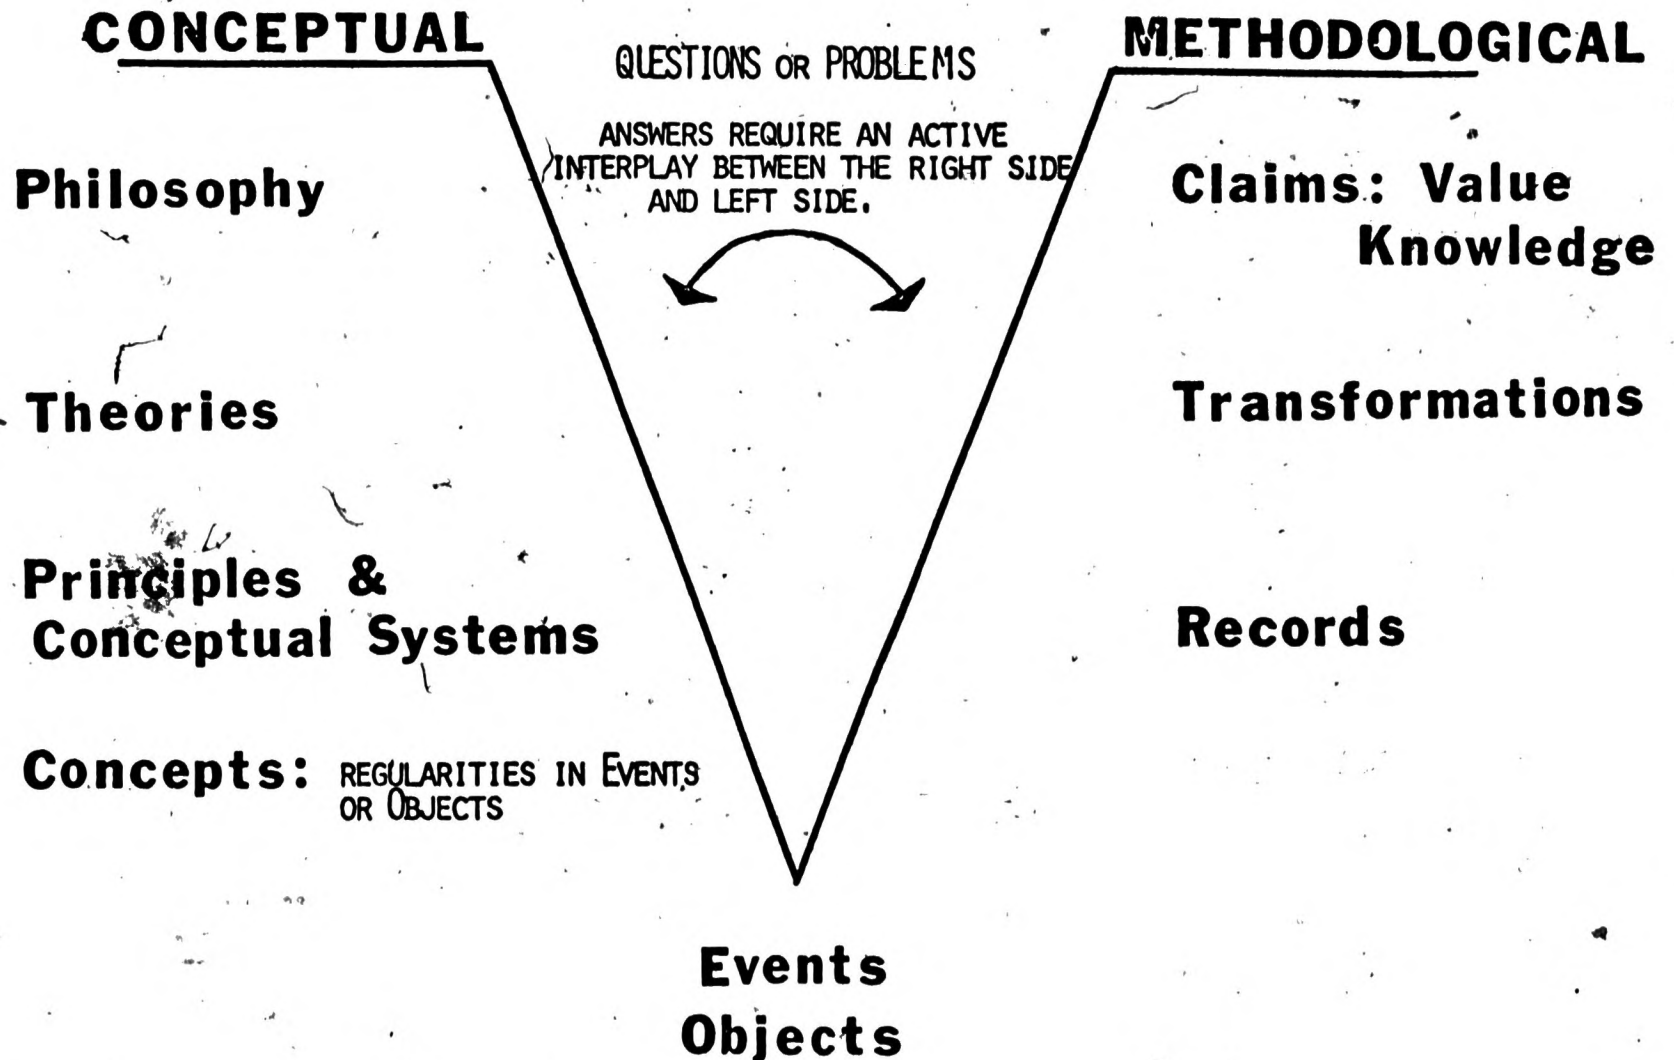 CONCEPTUAL
METHODOLOGICAL
QUESTIONS OR PROBLEMS
ANSWERS REQUIRE AN ACTIVE
INTERPLAY BETWEEN THE RIGHT SIDE
AND LEFT SIDE.
Philosophy
Theories
Principles &
Conceptual Systems
Concepts: REGULARITIES IN EVENTS
OR OBJECTS
Claims: Value
Knowledge
Transformations
Records
Events
Objects